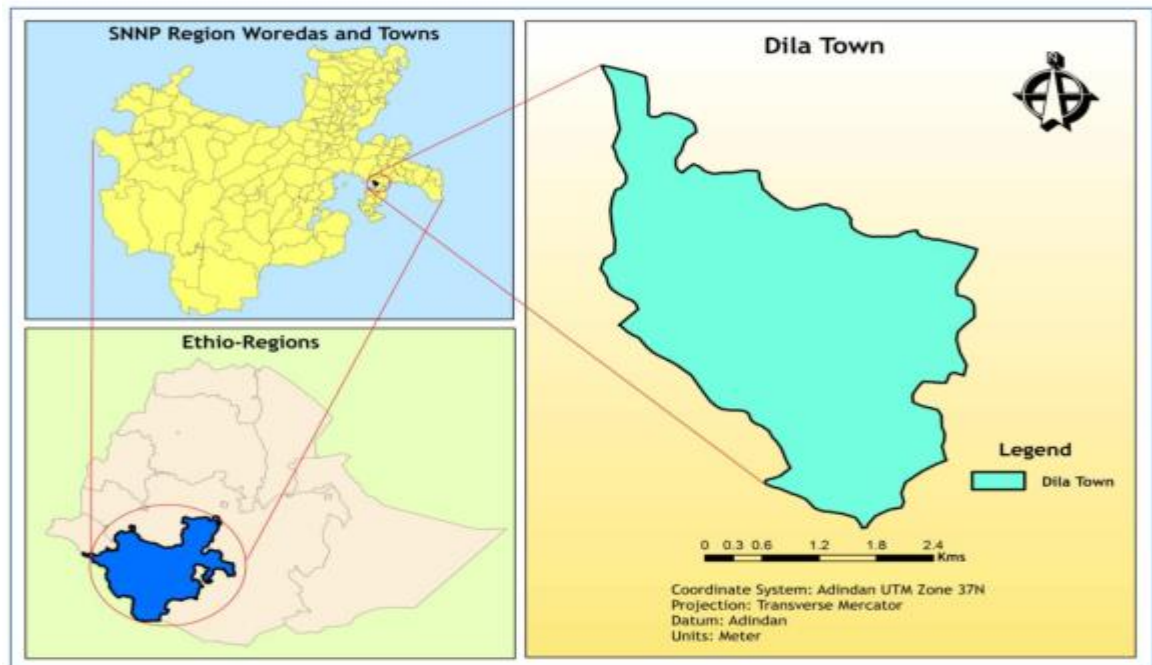 SNNP Region Woredas and Towns
Dila Town
N
Ethio-Regions
Legend
Dila Town
0 0.3 0.6 1.2 1.8 2.4
Kms
Coordinate System: Adindan UTM Zone 37N
Projection: Transverse Mercator
Datum: Adindan
Units: Meter